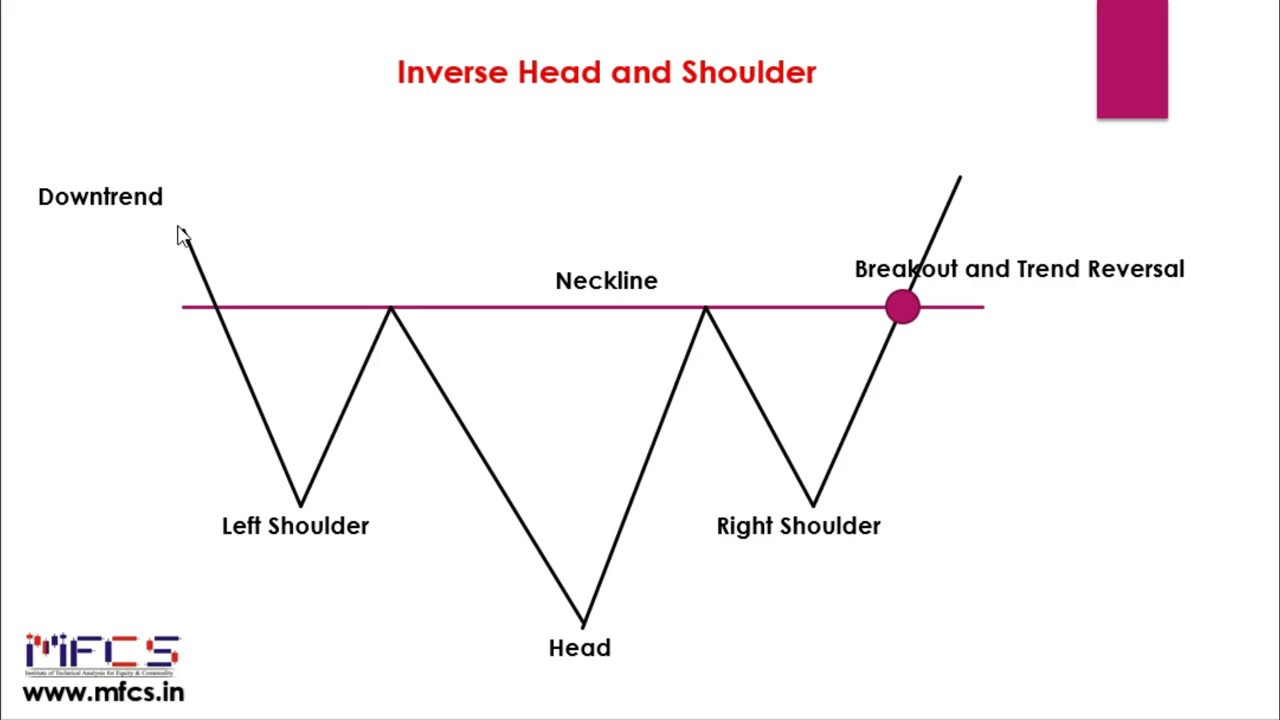 Inverse Head and Shoulder
Downtrend
Neckline
Breakout and Trend Reversal
Left Shoulder
Right Shoulder
Head
MFCS
Institute of Technical Analysis for Equity & Commodity
www.mfcs.in